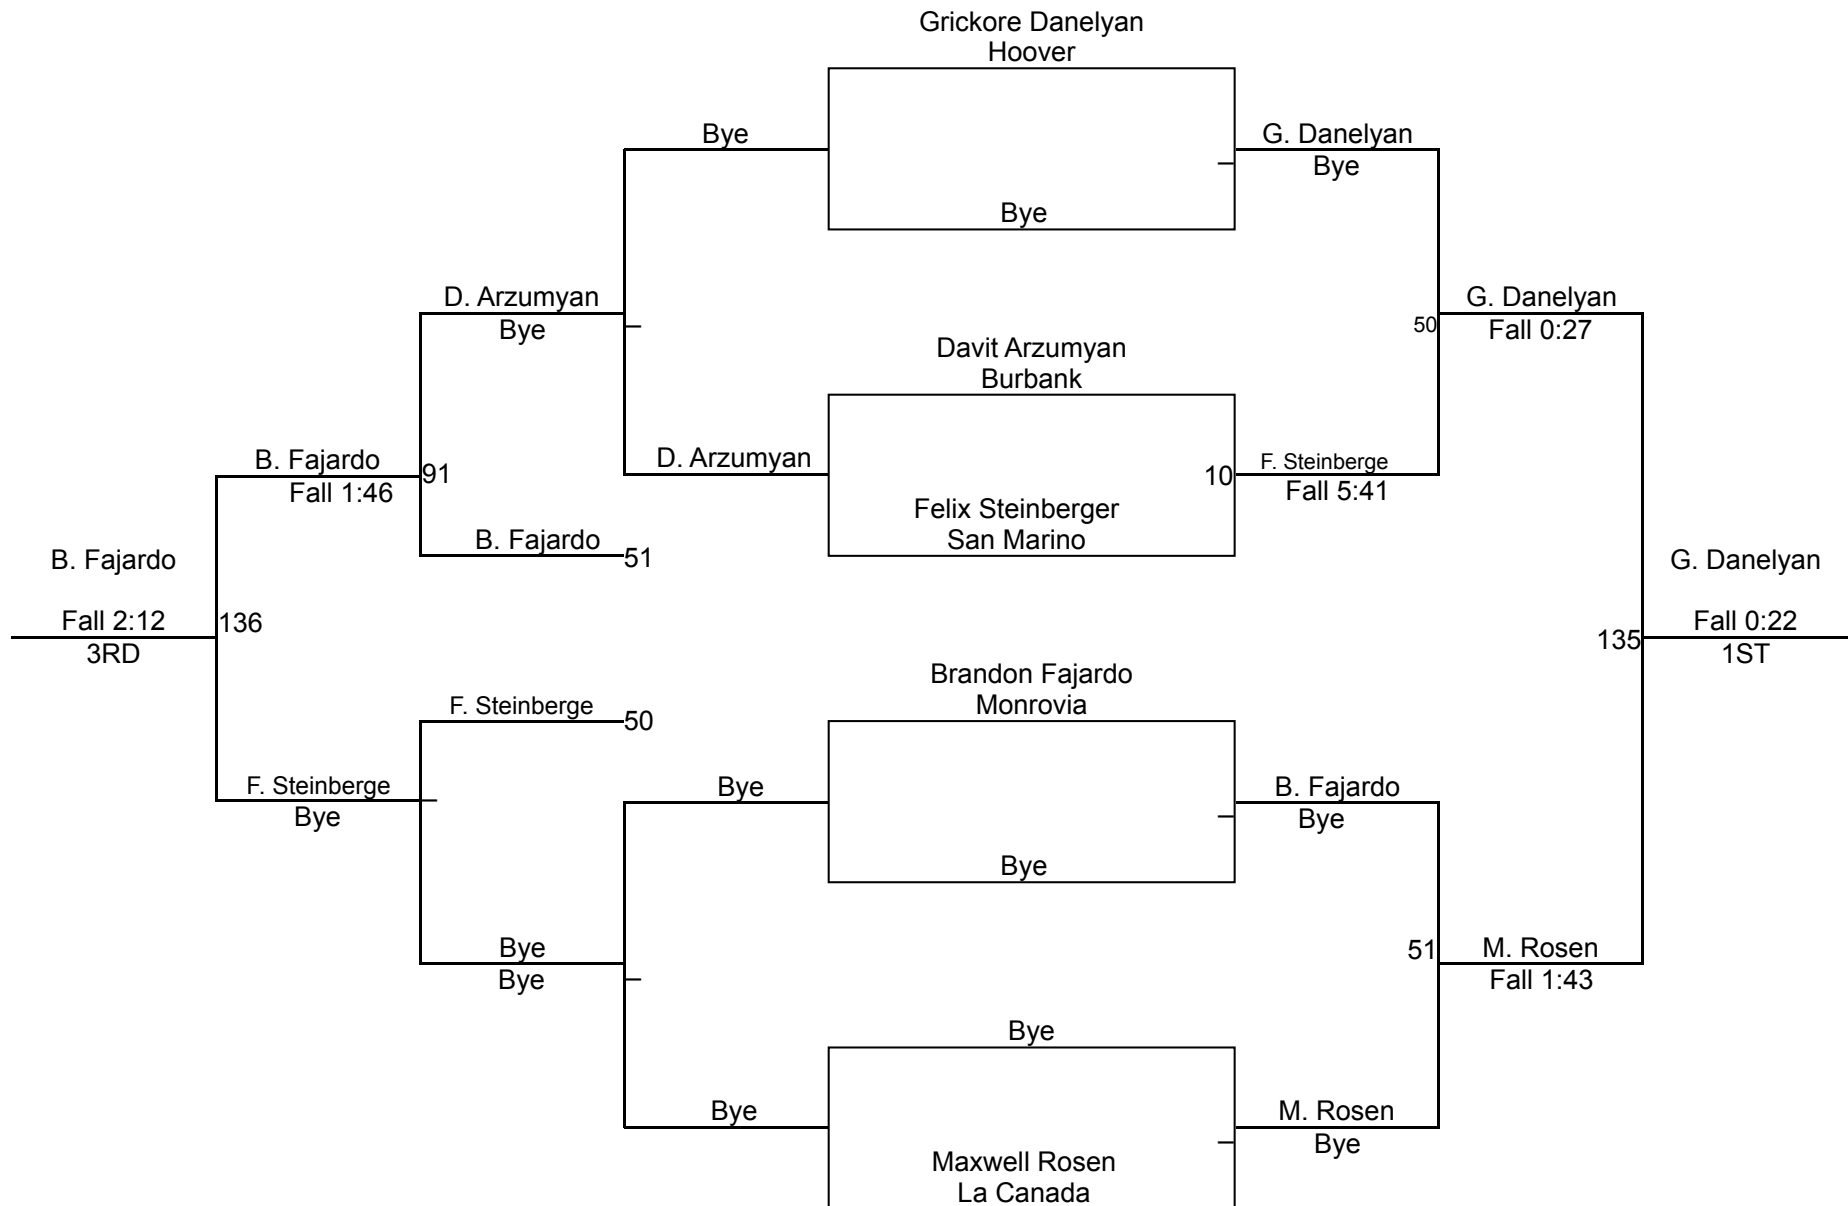 Grickore Danelyan
Hoover
Bye
G. Danelyan
Bye
Bye
D. Arzumyan
Bye
G. Danelyan
50
Fall 0:27
Davit Arzumyan
Burbank
B. Fajardo
91
Fall 1:46
D. Arzumyan
10
F. Steinberge
Fall 5:41
Felix Steinberger
San Marino
B. Fajardo
51
B. Fajardo
Fall 2:12
136
3RD
G. Danelyan
135
Fall 0:22
1ST
F. Steinberge
50
Brandon Fajardo
Monrovia
F. Steinberge
Bye
Bye
B. Fajardo
Bye
Bye
Bye
Bye
51
M. Rosen
Fall 1:43
Bye
Bye
M. Rosen
Bye
Maxwell Rosen
La Canada